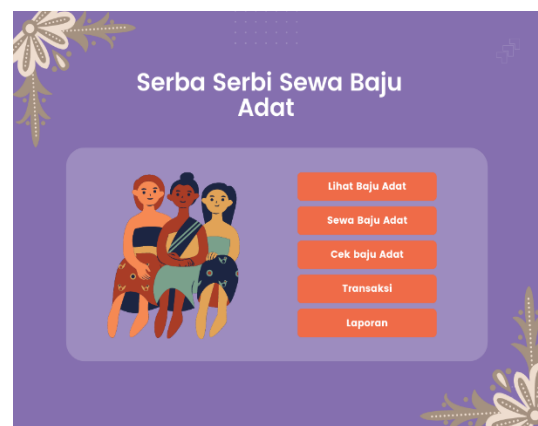 Serba Serbi Sewa Baju
Adat
Lihat Baju Adat
Sewa Baju Adat
Cek baju Adat
Transaksi
Laporan